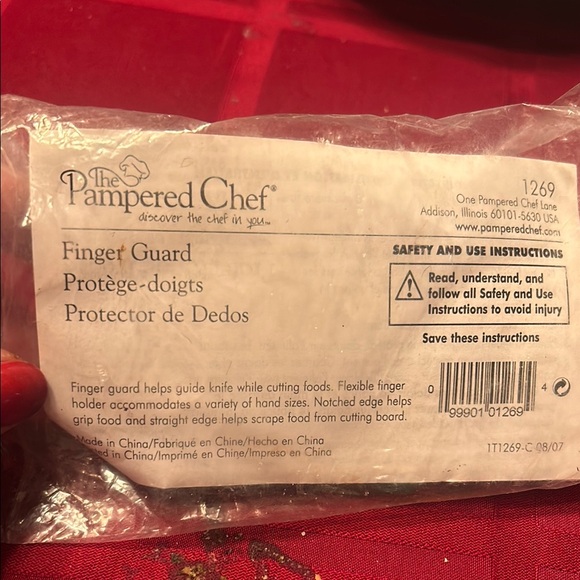 The
Pampered Chef®
discover the chef in you...
1269
One Pampered Chef Lane
Addison, Illinois 60101-5630 USA
www.pamperedchef.com
Finger Guard
Protège-doigts
Protector de Dedos
SAFETY AND USE INSTRUCTIONS
Read, understand, and
follow all Safety and Use
Instructions to avoid injury
Save these instructions
Finger guard helps guide knife while cutting foods. Flexible finger
holder accommodates a variety of hand sizes. Notched edge helps
grip food and straight edge helps scrape food from cutting board.
0 99901 01269 4
Made in China/Fabriqué en Chine/Hecho en China
in China/Imprimé en Chine/Impreso en China
1T1269-C 08/07